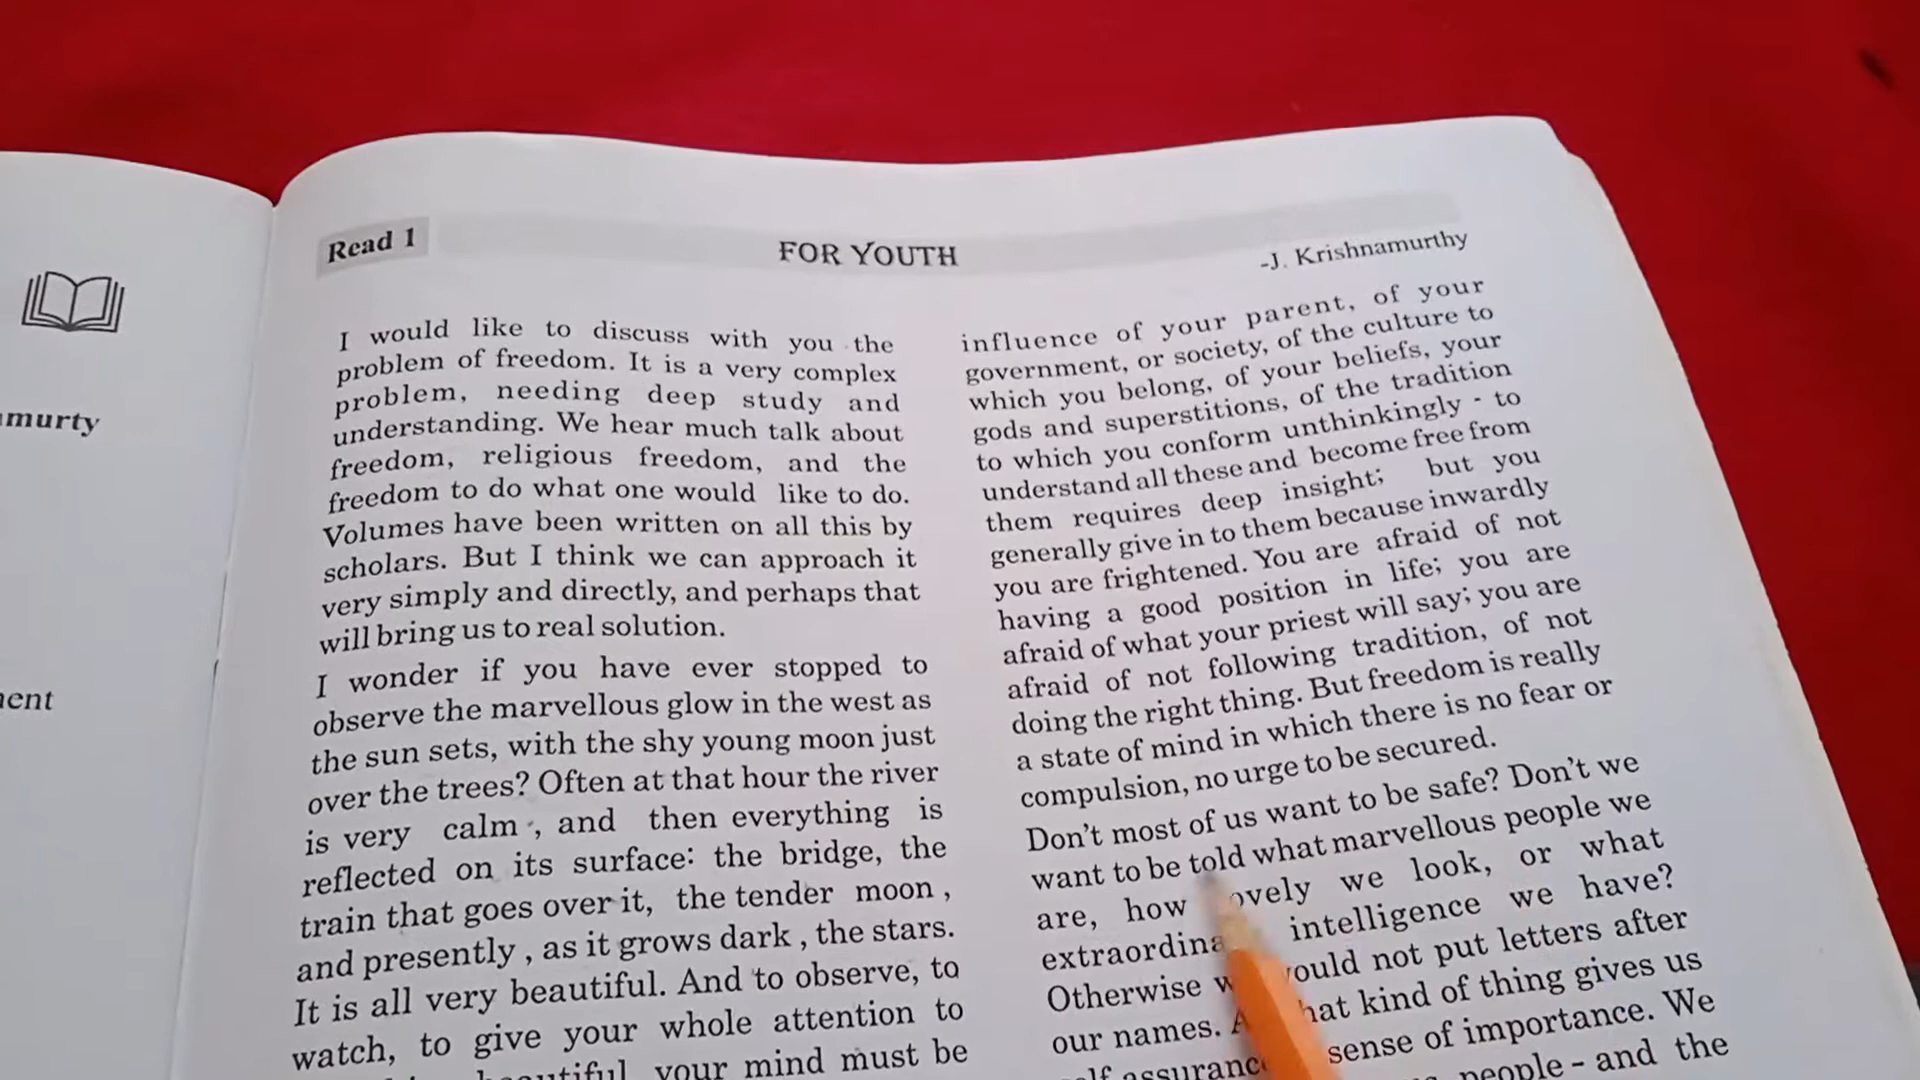 murty
ent
Read 1
FOR YOUTH
-J. Krishnamurthy
I would like to discuss with you the
problem of freedom. It is a very complex
problem, needing deep study and
understanding. We hear much talk about
freedom, religious freedom, and the
freedom to do what one would like to do.
Volumes have been written on all this by
scholars. But I think we can approach it
very simply and directly, and perhaps that
will bring us to real solution.
I wonder if you have ever stopped to
observe the marvellous glow in the west as
the sun sets, with the shy young moon just
over the trees? Often at that hour the river
is very calm , and then everything is
reflected on its surface: the bridge, the
train that goes over it, the tender moon ,
and presently , as it grows dark , the stars.
It is all very beautiful. And to observe, to
watch, to give your whole attention to
beautiful your mind must be
influence of your parent, of your
government, or society, of the culture to
which you belong, of your beliefs, your
gods and superstitions, of the tradition
to which you conform unthinkingly - to
understand all these and become free from
them requires deep insight; but you
generally give in to them because inwardly
you are frightened. You are afraid of not
having a good position in life; you are
afraid of what your priest will say; you are
afraid of not following tradition, of not
doing the right thing. But freedom is really
a state of mind in which there is no fear or
compulsion, no urge to be secured.
Don't most of us want to be safe? Don't we
want to be told what marvellous people we
are, how ovely we look, or what
extraordina intelligence we have?
Otherwise w ould not put letters after
our names. A hat kind of thing gives us
assurance sense of importance. We
people - and the